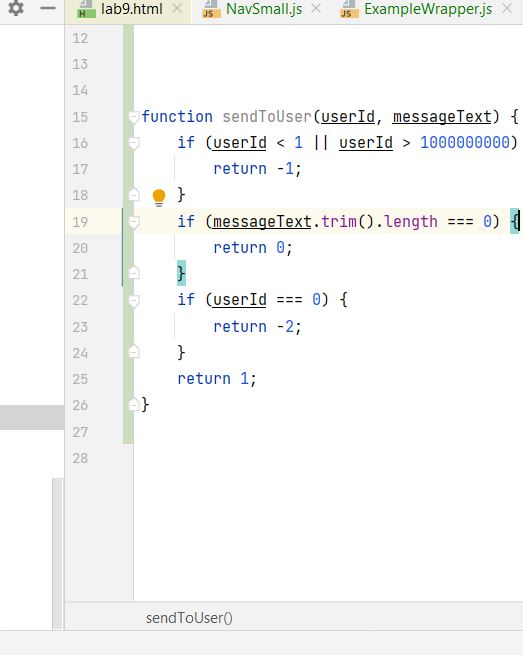 lab9.html NavSmall.js ExampleWrapper.js
12
13
14
15 function sendToUser(userId, messageText) {
16 if (userId < 1 || userId > 1000000000)
17 return -1;
18 }
19 if (messageText.trim().length === 0) {
20 return 0;
21 }
22 if (userId === 0) {
23 return -2;
24 }
25 return 1;
26 }
27
28
sendToUser()